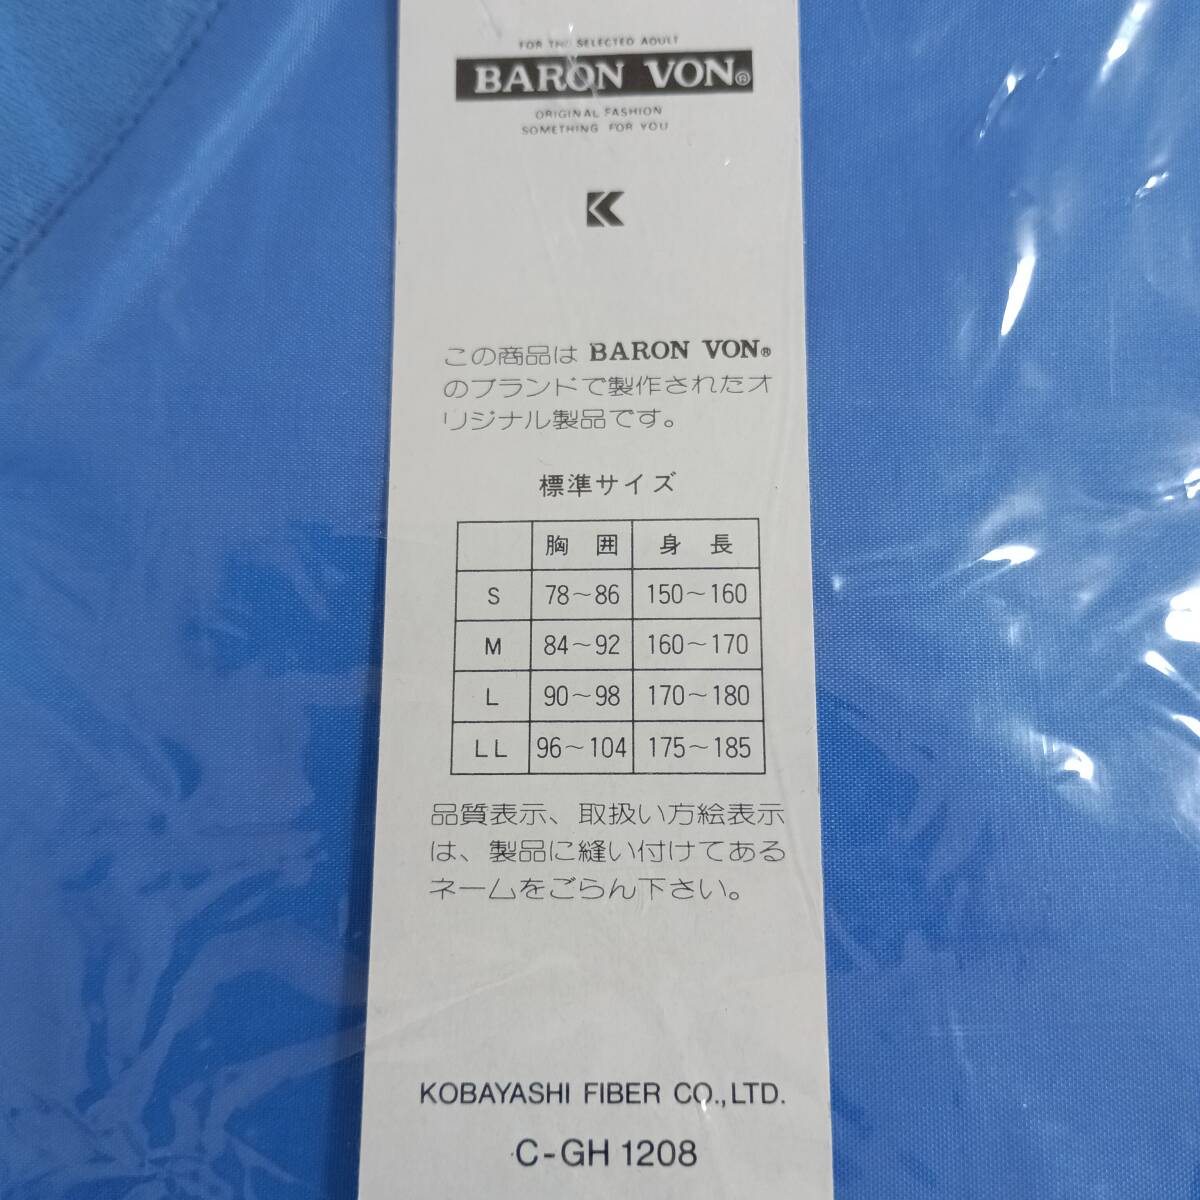 FOR THE SELECTED ADULT
BARON VON®
ORIGINAL FASHION
SOMETHING FOR YOU
この商品は BARON VON®
のブランドで製作されたオ
リジナル製品です。
標準サイズ
胸 囲 身 長
S 78～86 150～160
M 84～92 160～170
L 90～98 170～180
LL 96～104 175～185
品質表示、取扱い方絵表示
は、製品に縫い付けてある
ネームをごらん下さい。
KOBAYASHI FIBER CO.,LTD.
C-GH 1208